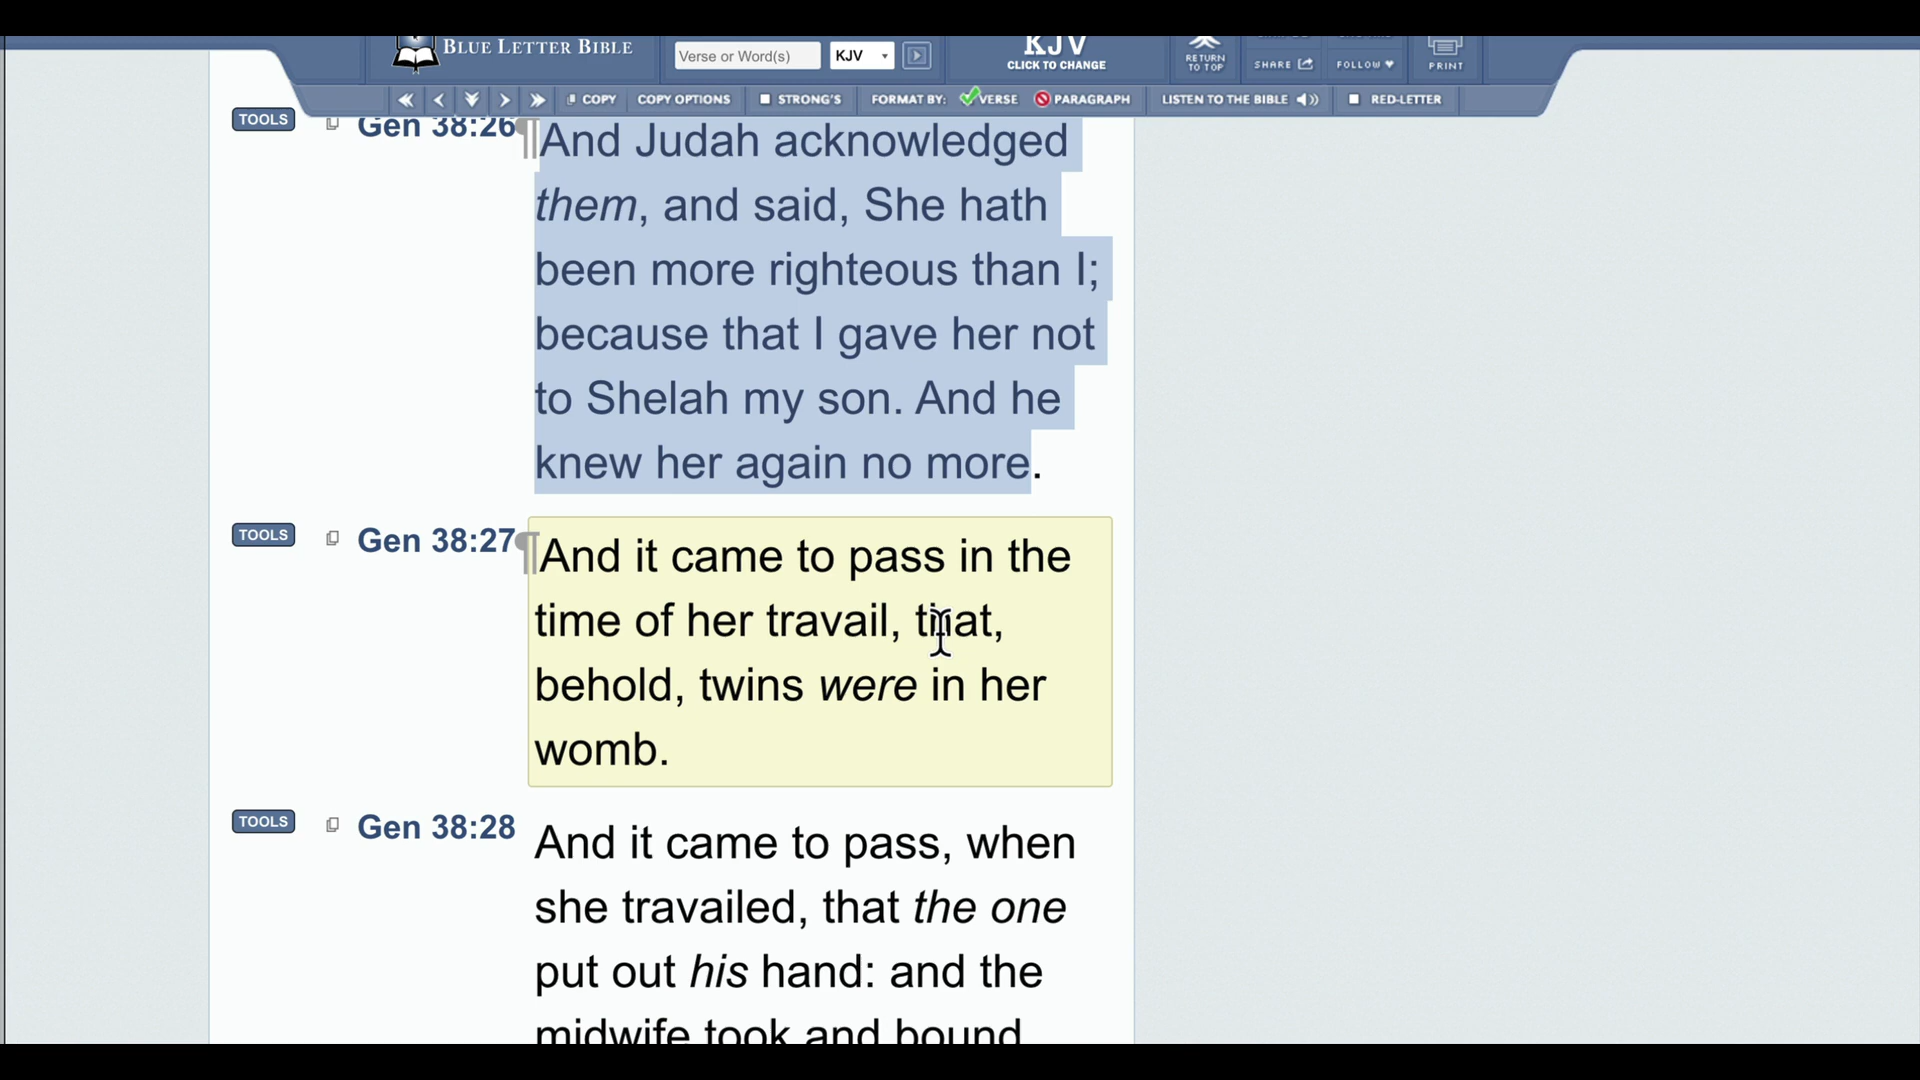 BLUE LETTER BIBLE
Verse or Word(s)
KJV
KJV
CLICK TO CHANGE
RETURN
TO TOP
SHARE
FOLLOW
PRINT
COPY
COPY OPTIONS
STRONG'S
FORMAT BY:
VERSE
PARAGRAPH
LISTEN TO THE BIBLE
RED-LETTER
TOOLS
Gen 38:26
¶And Judah acknowledged
them, and said, She hath
been more righteous than I;
because that I gave her not
to Shelah my son. And he
knew her again no more.
TOOLS
Gen 38:27
¶And it came to pass in the
time of her travail, that,
behold, twins were in her
womb.
TOOLS
Gen 38:28
And it came to pass, when
she travailed, that the one
put out his hand: and the
midwife took and bound